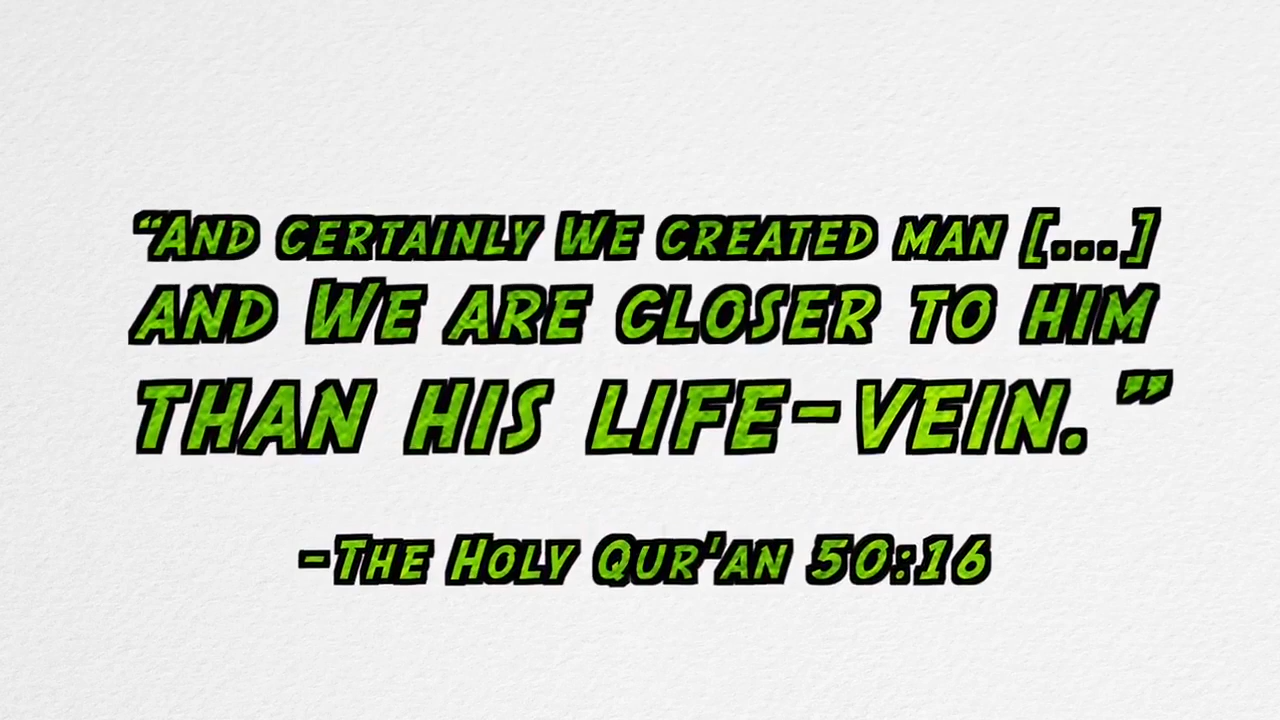 “And certainly We created man [...]
and We are closer to him
than his life-vein.”
-The Holy Qur'an 50:16